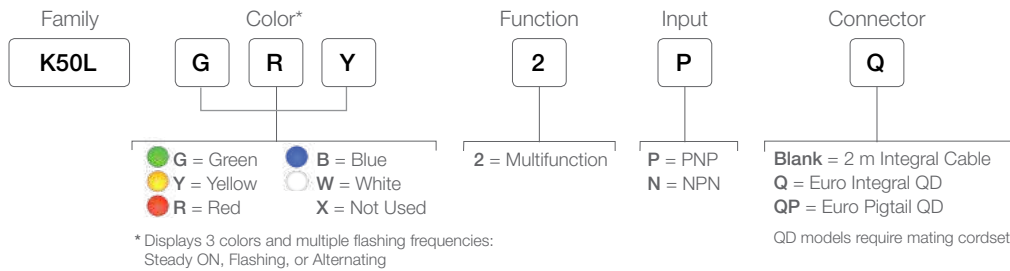 Family Color* Function Input Connector
K50L G R Y 2 P Q
G = Green B = Blue 2 = Multifunction P = PNP Blank = 2 m Integral Cable
Y = Yellow W = White N = NPN Q = Euro Integral QD
R = Red X = Not Used QP = Euro Pigtail QD
* Displays 3 colors and multiple flashing frequencies: QD models require mating cordset
Steady ON, Flashing, or Alternating